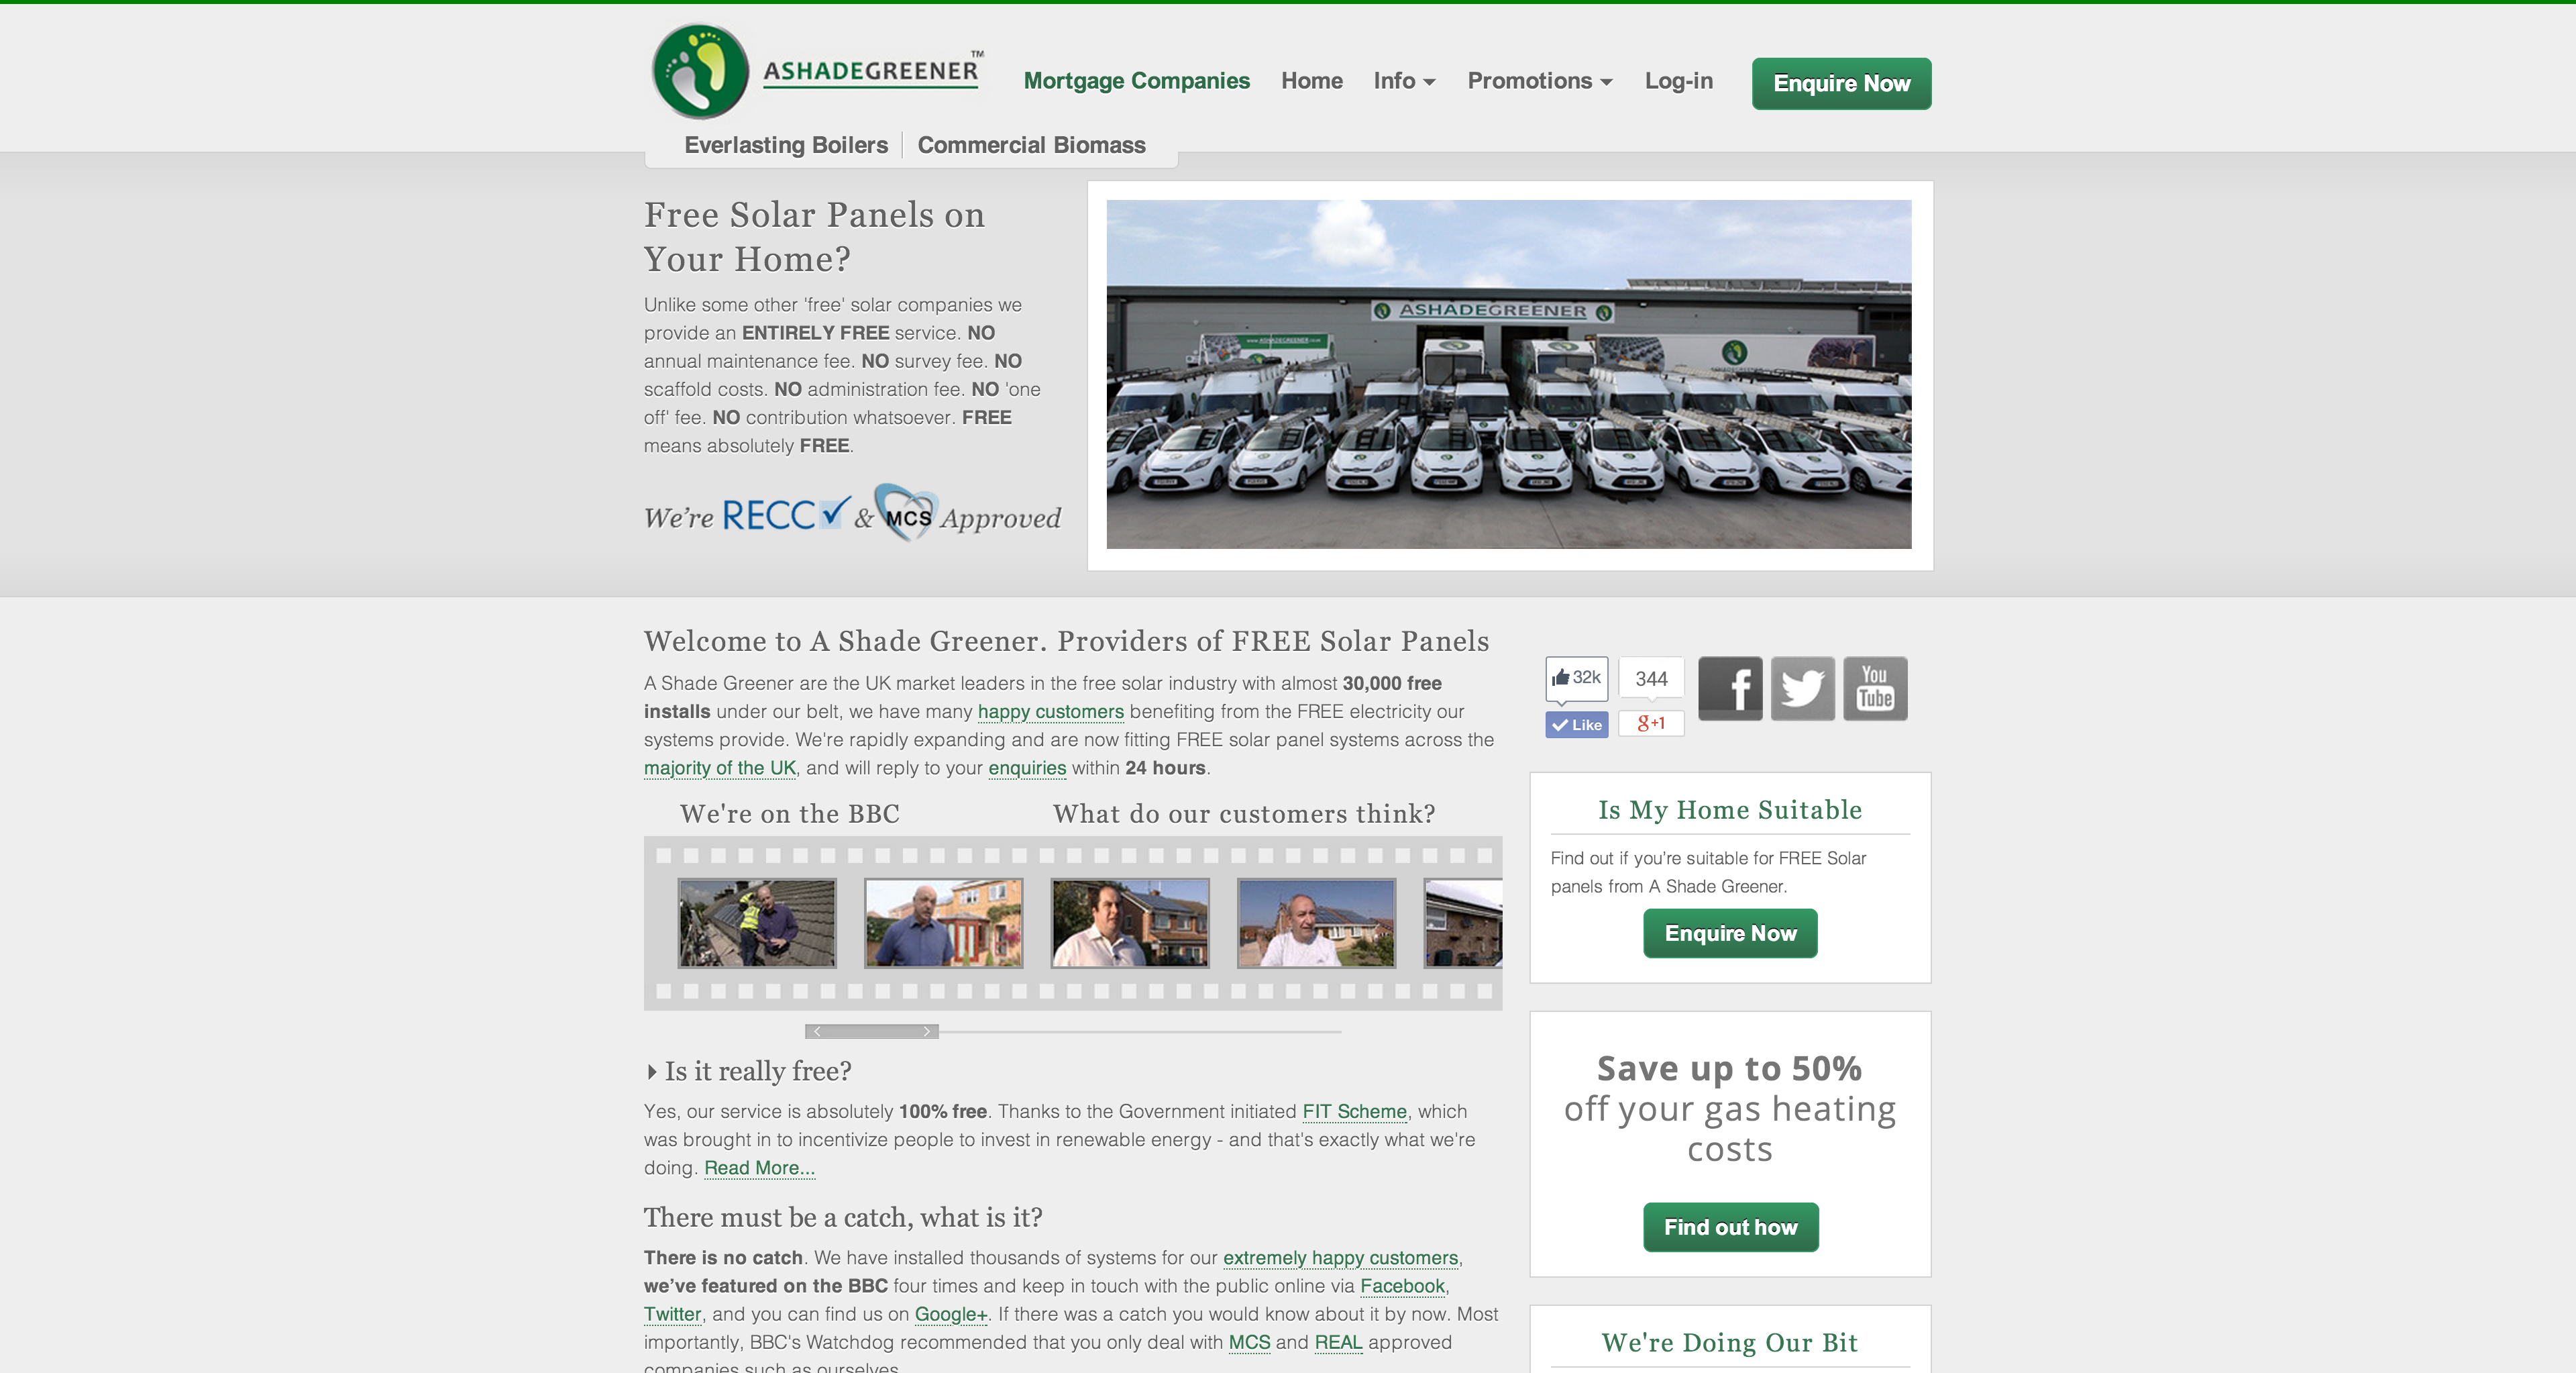 ASHADEGREENER™
Mortgage Companies
Home
Info
Promotions
Log-in
Enquire Now
Everlasting Boilers
Commercial Biomass
Free Solar Panels on
Your Home?
Unlike some other 'free' solar companies we
provide an ENTIRELY FREE service. NO
annual maintenance fee. NO survey fee. NO
scaffold costs. NO administration fee. NO 'one
off' fee. NO contribution whatsoever. FREE
means absolutely FREE.
We're RECC & MCS Approved
ASHADEGREENER
Welcome to A Shade Greener. Providers of FREE Solar Panels
A Shade Greener are the UK market leaders in the free solar industry with almost 30,000 free
installs under our belt, we have many happy customers benefiting from the FREE electricity our
systems provide. We're rapidly expanding and are now fitting FREE solar panel systems across the
majority of the UK, and will reply to your enquiries within 24 hours.
We're on the BBC
What do our customers think?
Is it really free?
Yes, our service is absolutely 100% free. Thanks to the Government initiated FIT Scheme, which
was brought in to incentivize people to invest in renewable energy - and that's exactly what we're
doing. Read More...
There must be a catch, what is it?
There is no catch. We have installed thousands of systems for our extremely happy customers,
we've featured on the BBC four times and keep in touch with the public online via Facebook,
Twitter, and you can find us on Google+. If there was a catch you would know about it by now. Most
importantly, BBC's Watchdog recommended that you only deal with MCS and REAL approved
companies such as ourselves
32k
Like
344
g+1
f
You
Tube
Is My Home Suitable
Find out if you're suitable for FREE Solar
panels from A Shade Greener.
Enquire Now
Save up to 50%
off your gas heating
costs
Find out how
We're Doing Our Bit